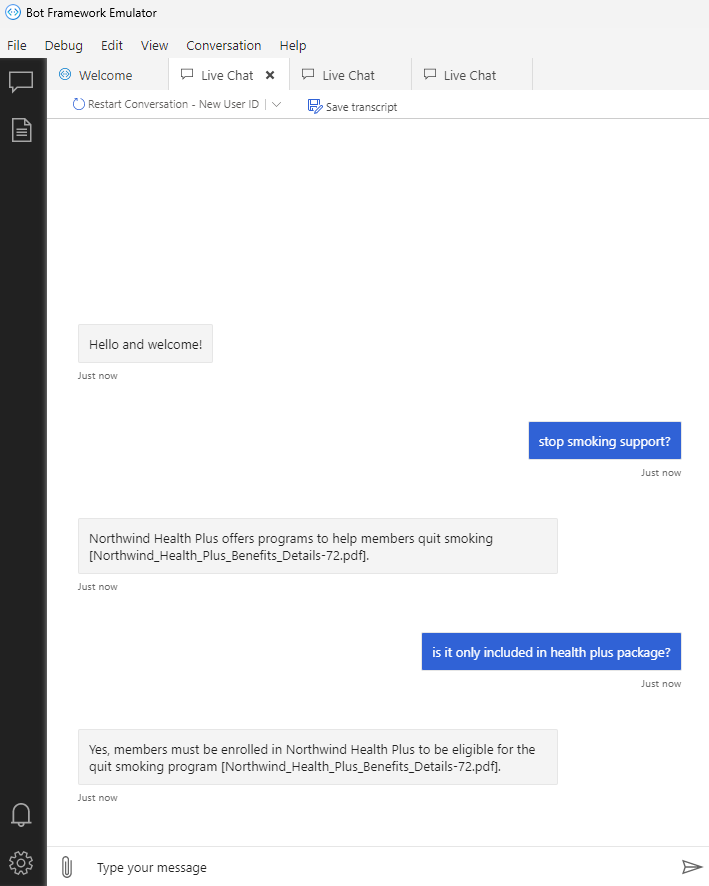 Bot Framework Emulator
File Debug Edit View Conversation Help
Welcome Live Chat Live Chat Live Chat
Restart Conversation - New User ID Save transcript
Hello and welcome!
Just now
stop smoking support?
Just now
Northwind Health Plus offers programs to help members quit smoking
[Northwind_Health_Plus_Benefits_Details-72.pdf].
Just now
is it only included in health plus package?
Just now
Yes, members must be enrolled in Northwind Health Plus to be eligible for the
quit smoking program [Northwind_Health_Plus_Benefits_Details-72.pdf].
Just now
Type your message